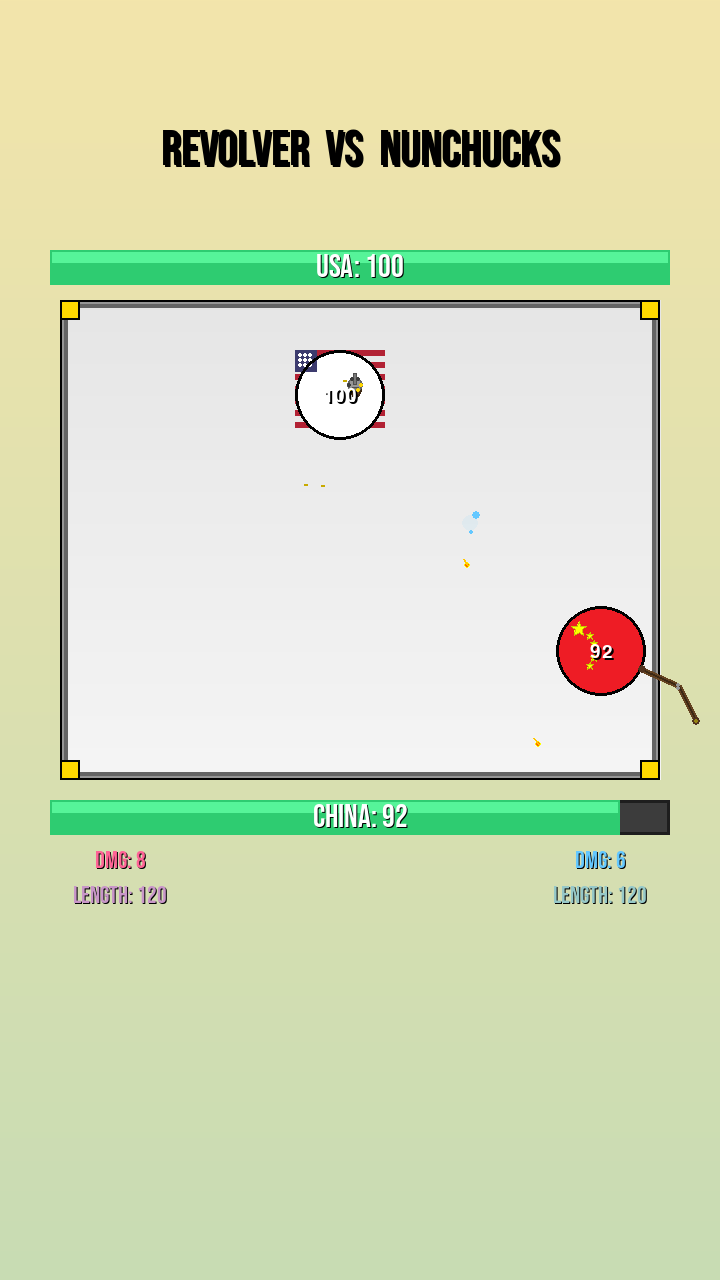 REVOLVER VS NUNCHUCKS
USA: 100
100
92
CHINA: 92
DMG: 8
DMG: 6
LENGTH: 120
LENGTH: 120